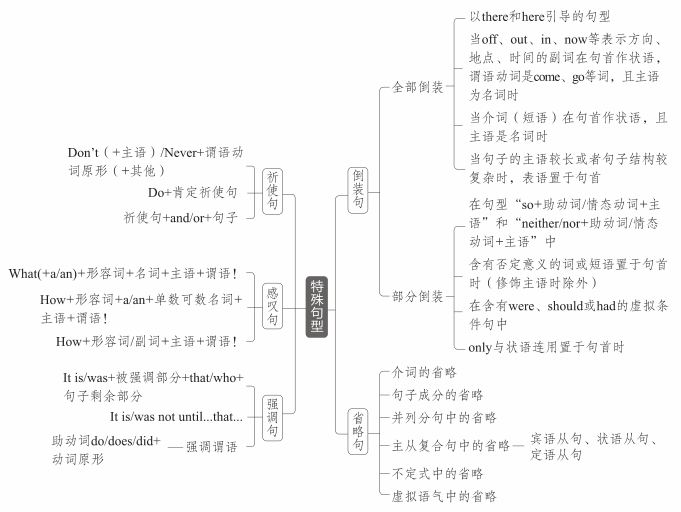 特殊句型
祈使句
Don't（+主语）/Never+谓语动
词原形（+其他）
Do+肯定祈使句
祈使句+and/or+句子
感叹句
What(+a/an)+形容词+名词+主语+谓语！
How+形容词+a/an+单数可数名词+
主语+谓语！
How+形容词/副词+主语+谓语！
强调句
It is/was+被强调部分+that/who+
句子剩余部分
It is/was not until...that...
助动词do/does/did+
动词原形
强调谓语
倒装句
全部倒装
以there和here引导的句型
当off、out、in、now等表示方向、
地点、时间的副词在句首作状语，
谓语动词是come、go等词，且主语
为名词时
当介词（短语）在句首作状语，且
主语是名词时
当句子的主语较长或者句子结构较
复杂时，表语置于句首
部分倒装
在句型“so+助动词/情态动词+主
语”和“neither/nor+助动词/情态
动词+主语”中
含有否定意义的词或短语置于句首
时（修饰主语时除外）
在含有were、should或had的虚拟条
件句中
only与状语连用置于句首时
省略句
介词的省略
句子成分的省略
并列分句中的省略
主从复合句中的省略
宾语从句、状语从句、
定语从句
不定式中的省略
虚拟语气中的省略